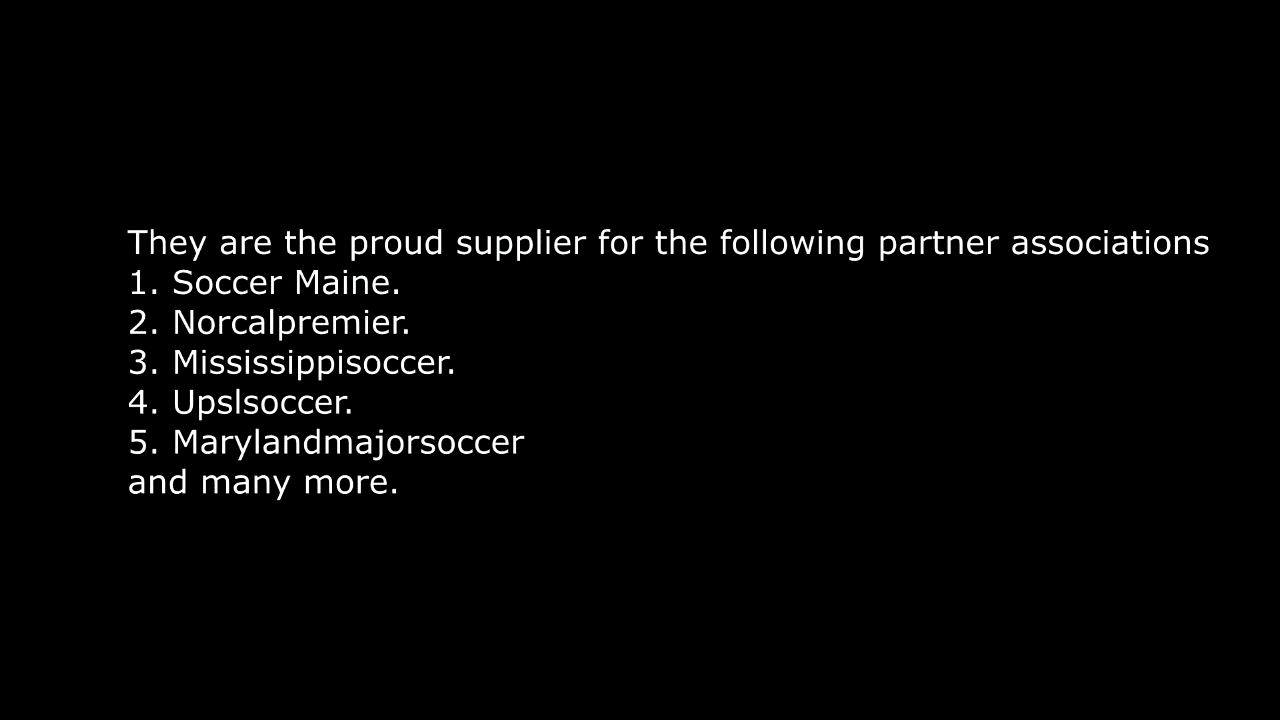 They are the proud supplier for the following partner associations
1. Soccer Maine.
2. Norcalpremier.
3. Mississippisoccer.
4. Upslsoccer.
5. Marylandmajorsoccer
and many more.